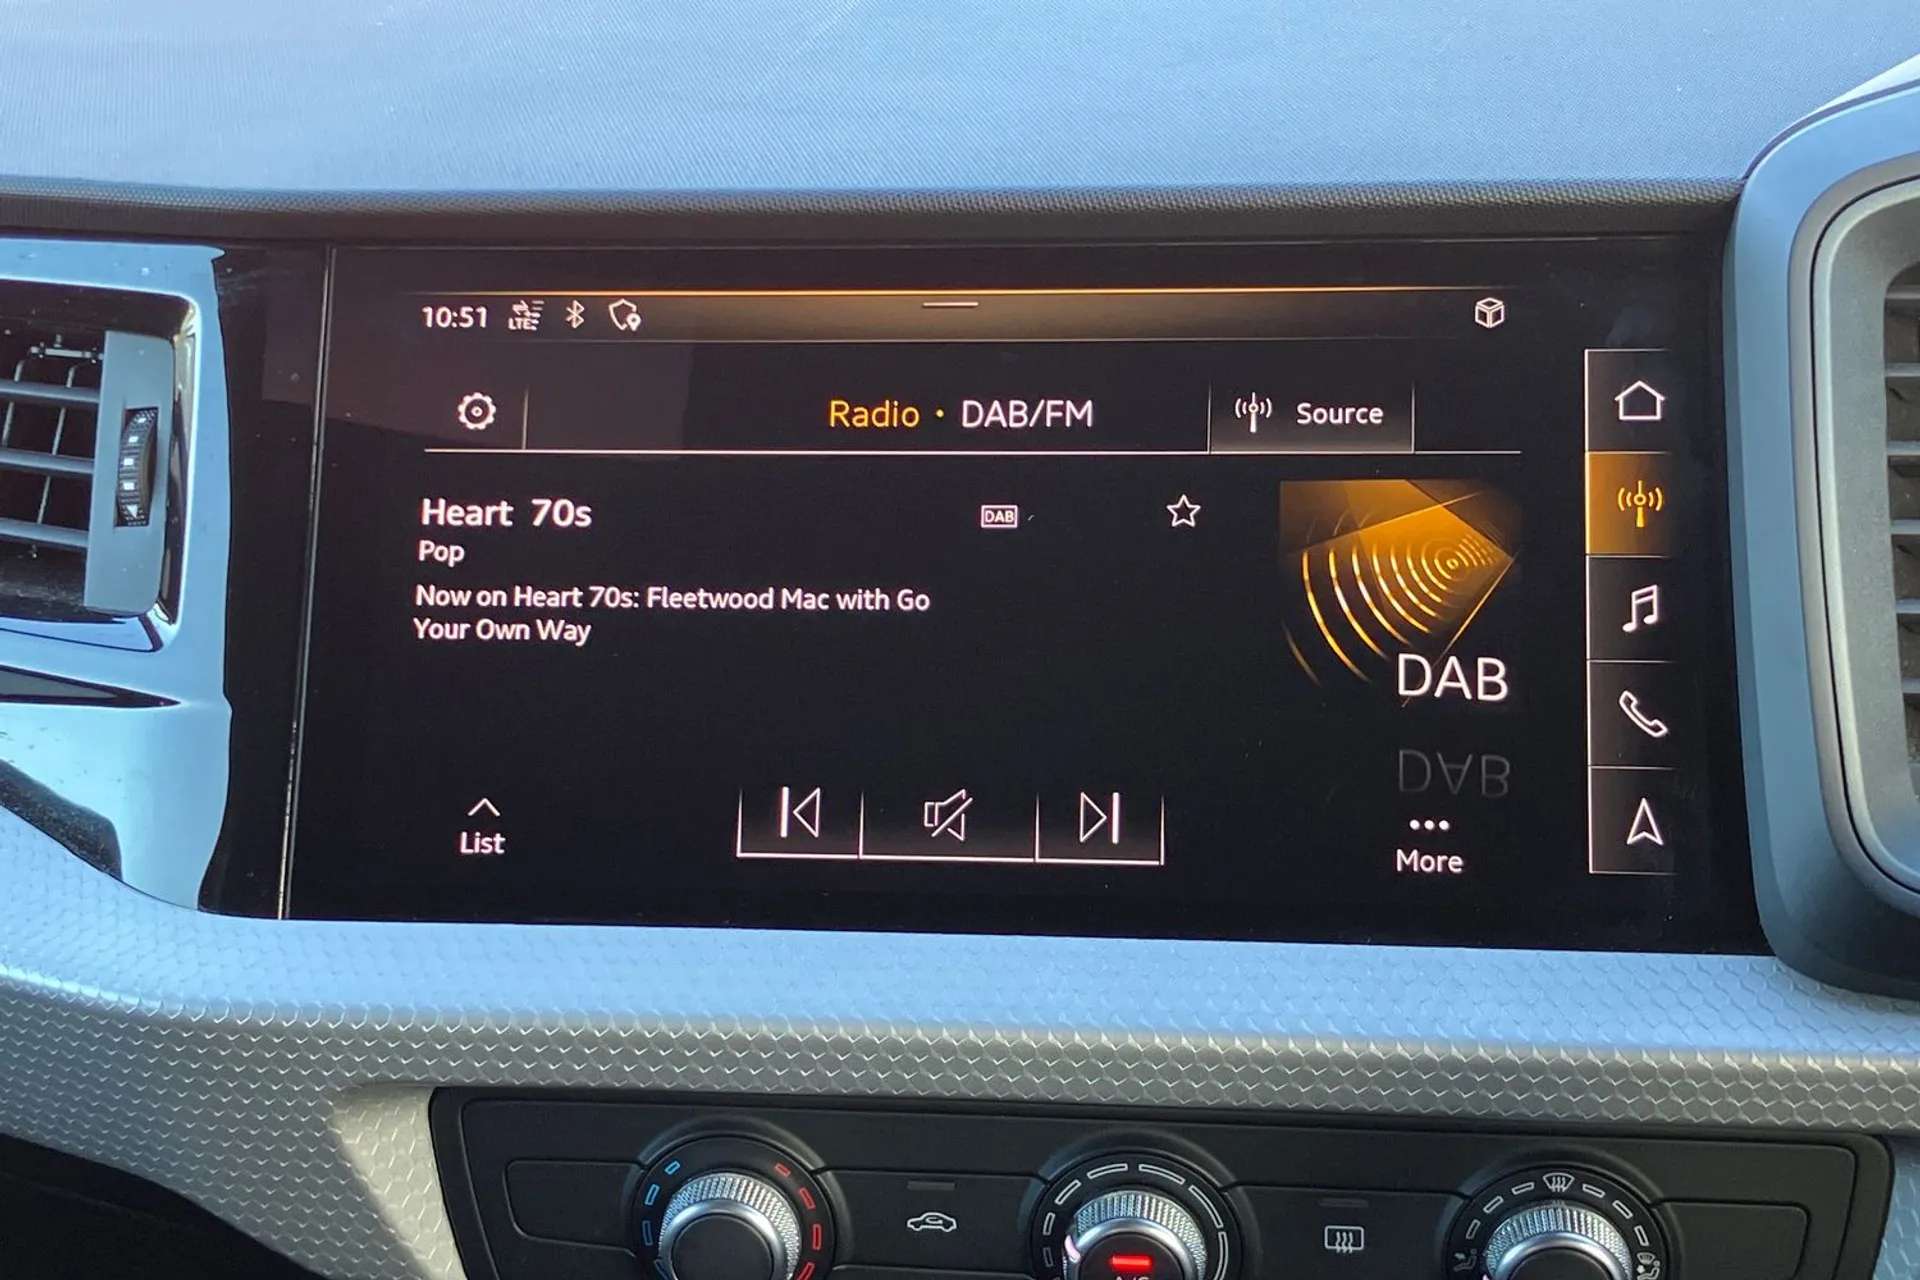 10:51 LTE
Radio • DAB/FM
Source
Heart 70s
DAB
Pop
Now on Heart 70s: Fleetwood Mac with Go
Your Own Way
DAB
List
More
A/C